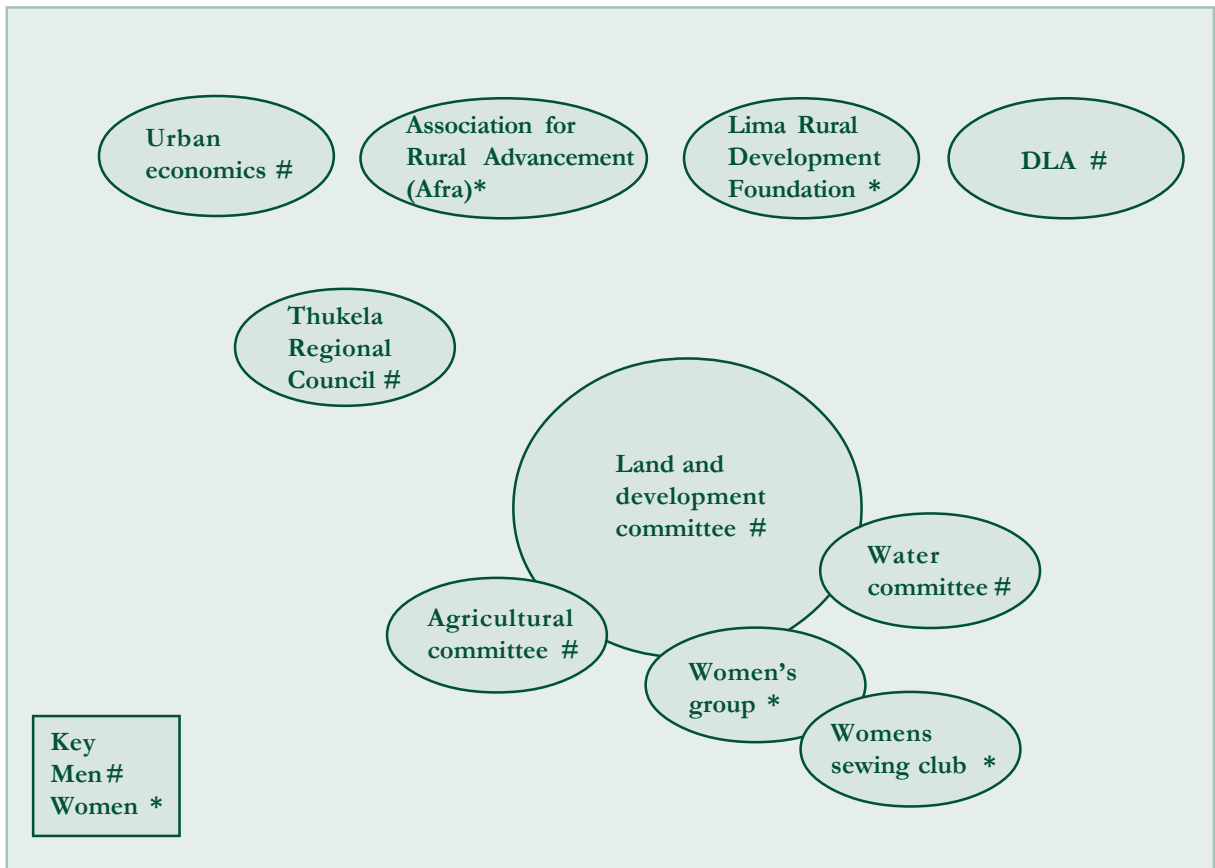 Urban
economics #
Association for
Rural Advancement
(Afra)*
Lima Rural
Development
Foundation *
DLA #
Thukela
Regional
Council #
Land and
development
committee #
Water
committee #
Agricultural
committee #
Women’s
group *
Womens
sewing club *
Key
Men #
Women *